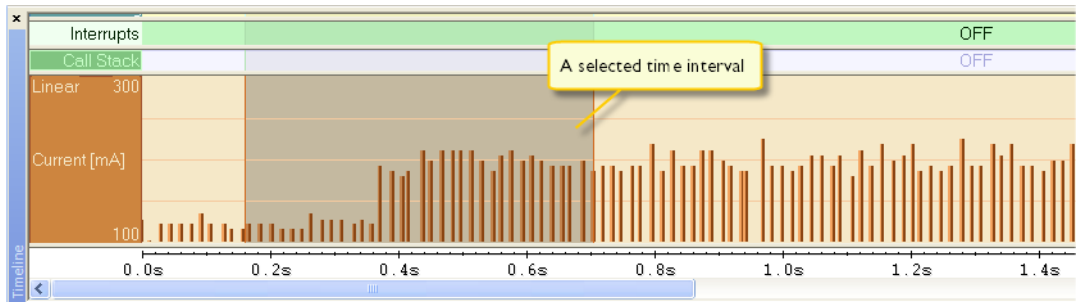 Interrupts
OFF
Call Stack
OFF
A selected time interval
Linear 300
Current [mA]
100
0.0s 0.2s 0.4s 0.6s 0.8s 1.0s 1.2s 1.4s
Timeline